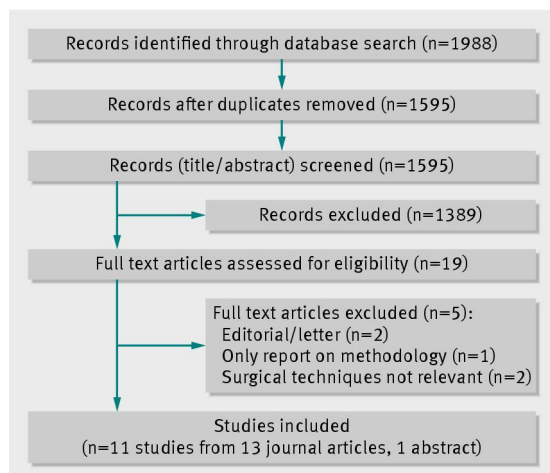 Records identified through database search (n=1988)
Records after duplicates removed (n=1595)
Records (title/abstract) screened (n=1595)
Records excluded (n=1389)
Full text articles assessed for eligibility (n=19)
Full text articles excluded (n=5):
Editorial/letter (n=2)
Only report on methodology (n=1)
Surgical techniques not relevant (n=2)
Studies included
(n=11 studies from 13 journal articles, 1 abstract)